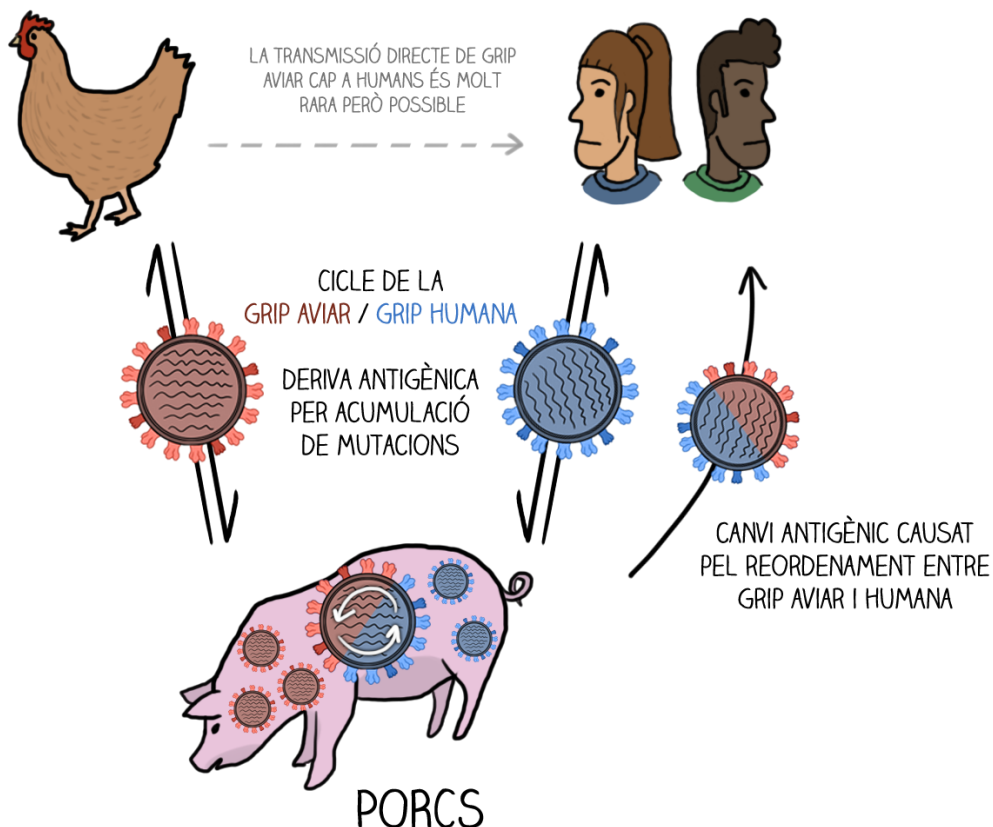 LA TRANSMISSIÓ DIRECTE DE GRIP
AVIAR CAP A HUMANS ÉS MOLT
RARA PERÒ POSSIBLE
CICLE DE LA
GRIP AVIAR / GRIP HUMANA
DERIVA ANTIGÈNICA
PER ACUMULACIÓ
DE MUTACIONS
CANVI ANTIGÈNIC CAUSAT
PEL REORDENAMENT ENTRE
GRIP AVIAR I HUMANA
PORCS